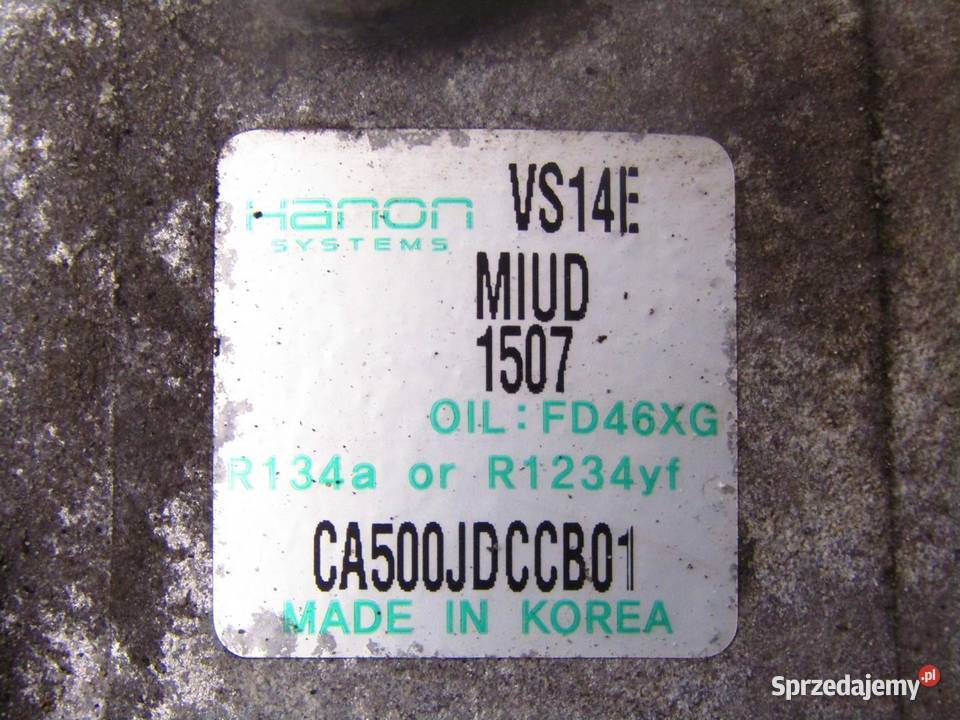 Hanon VS14E
SYSTEMS
MIUD
1507
OIL: FD46XG
R134a or R1234yf
CA500JDCCB01
MADE IN KOREA
Sprzedajemy.pl